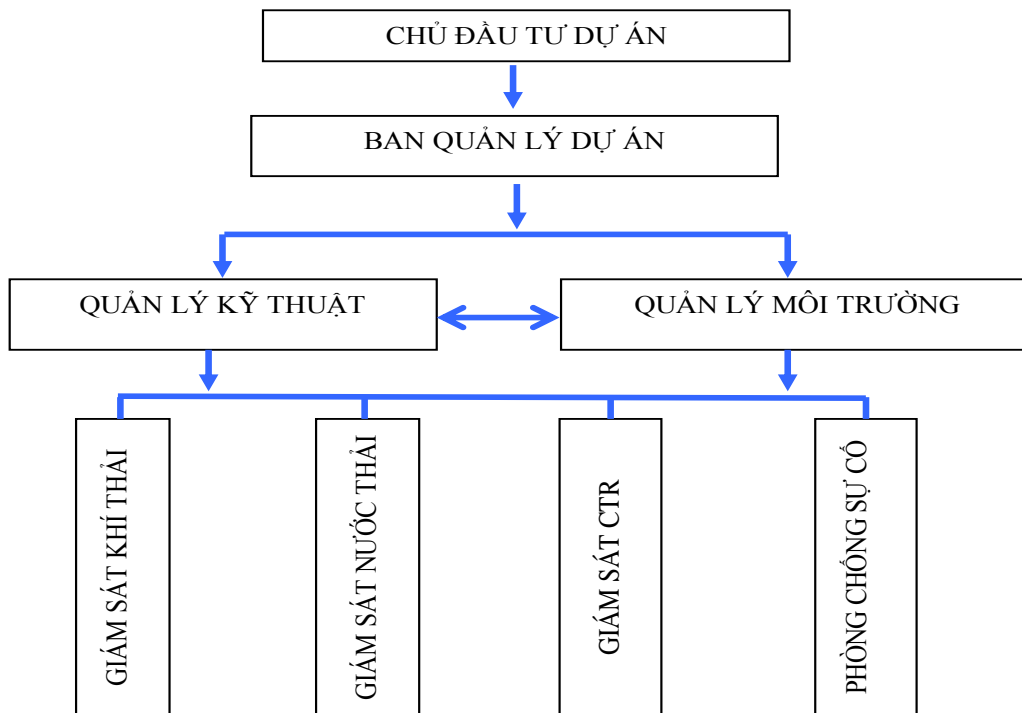 CHỦ ĐẦU TƯ DỰ ÁN
BAN QUẢN LÝ DỰ ÁN
QUẢN LÝ KỸ THUẬT
QUẢN LÝ MÔI TRƯỜNG
GIÁM SÁT KHÍ THẢI
GIÁM SÁT NƯỚC THẢI
GIÁM SÁT CTR
PHÒNG CHỐNG SỰ CỐ